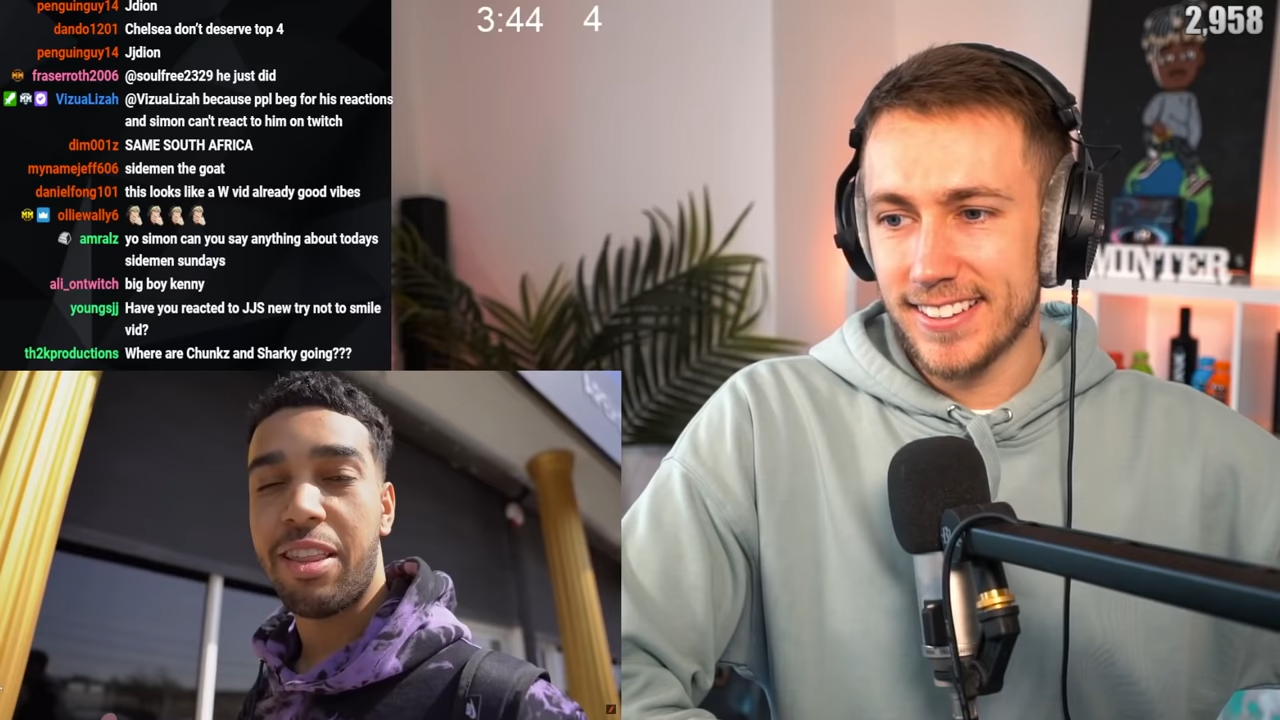 penguinguy14 Jdion
dando1201 Chelsea don't deserve top 4
penguinguy14 Jjdion
fraserroth2006 @soulfree2329 he just did
VizuaLizah @VizuaLizah because ppl beg for his reactions
and simon can't react to him on twitch
dim001z SAME SOUTH AFRICA
mynamejeff606 sidemen the goat
danielfong101 this looks like a W vid already good vibes
olliewally6
amralz yo simon can you say anything about todays
sidemen sundays
ali_ontwitch big boy kenny
youngsjj Have you reacted to JJS new try not to smile
vid?
th2kproductions Where are Chunkz and Sharky going???
3:44 4
2,958
MINTER